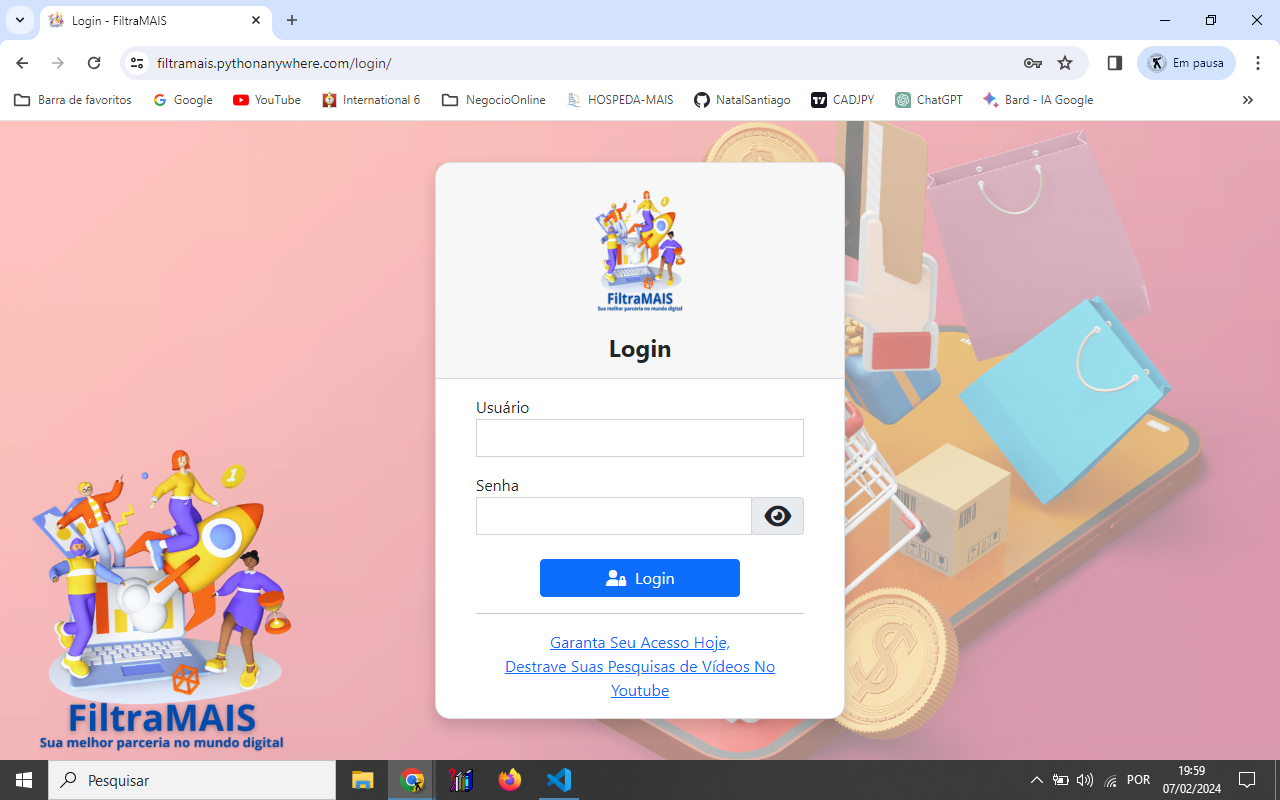 Login - FiltraMAIS
filtramais.pythonanywhere.com/login/
Em pausa
Barra de favoritos
Google
YouTube
International 6
NegocioOnline
HOSPEDA-MAIS
NatalSantiago
CADJPY
ChatGPT
Bard - IA Google
FiltraMAIS
Sua melhor parceria no mundo digital
Login
Usuário
Senha
Login
Garanta Seu Acesso Hoje,
Destrave Suas Pesquisas de Vídeos No
Youtube
1
FiltraMAIS
Sua melhor parceria no mundo digital
Pesquisar
POR
19:59
07/02/2024